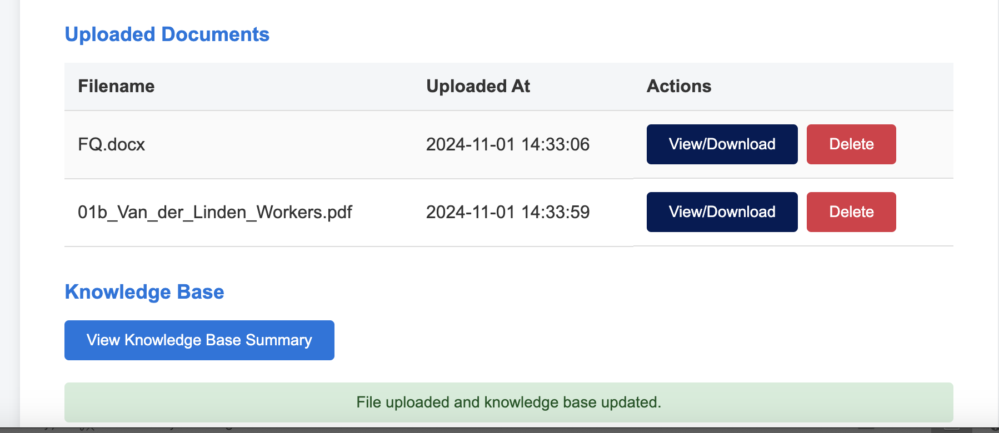 Uploaded Documents
Filename Uploaded At Actions
FQ.docx 2024-11-01 14:33:06 View/Download Delete
01b_Van_der_Linden_Workers.pdf 2024-11-01 14:33:59 View/Download Delete
Knowledge Base
View Knowledge Base Summary
File uploaded and knowledge base updated.